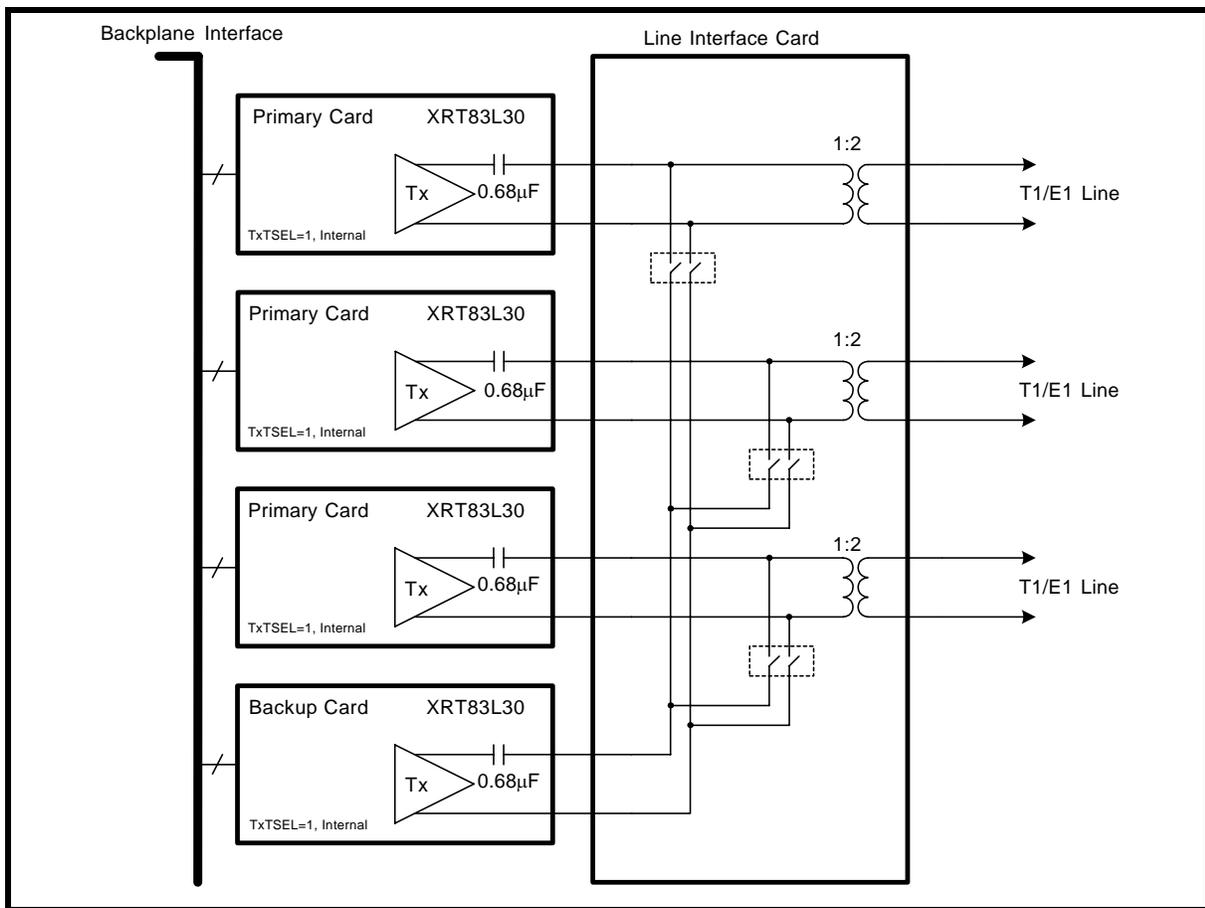 Backplane Interface
Line Interface Card
Primary Card XRT83L30
1:2
Tx
0.68μF
T1/E1 Line
TxTSEL=1, Internal
Primary Card XRT83L30
1:2
Tx
0.68μF
T1/E1 Line
TxTSEL=1, Internal
Primary Card XRT83L30
1:2
Tx
0.68μF
T1/E1 Line
TxTSEL=1, Internal
Backup Card XRT83L30
Tx
0.68μF
TxTSEL=1, Internal